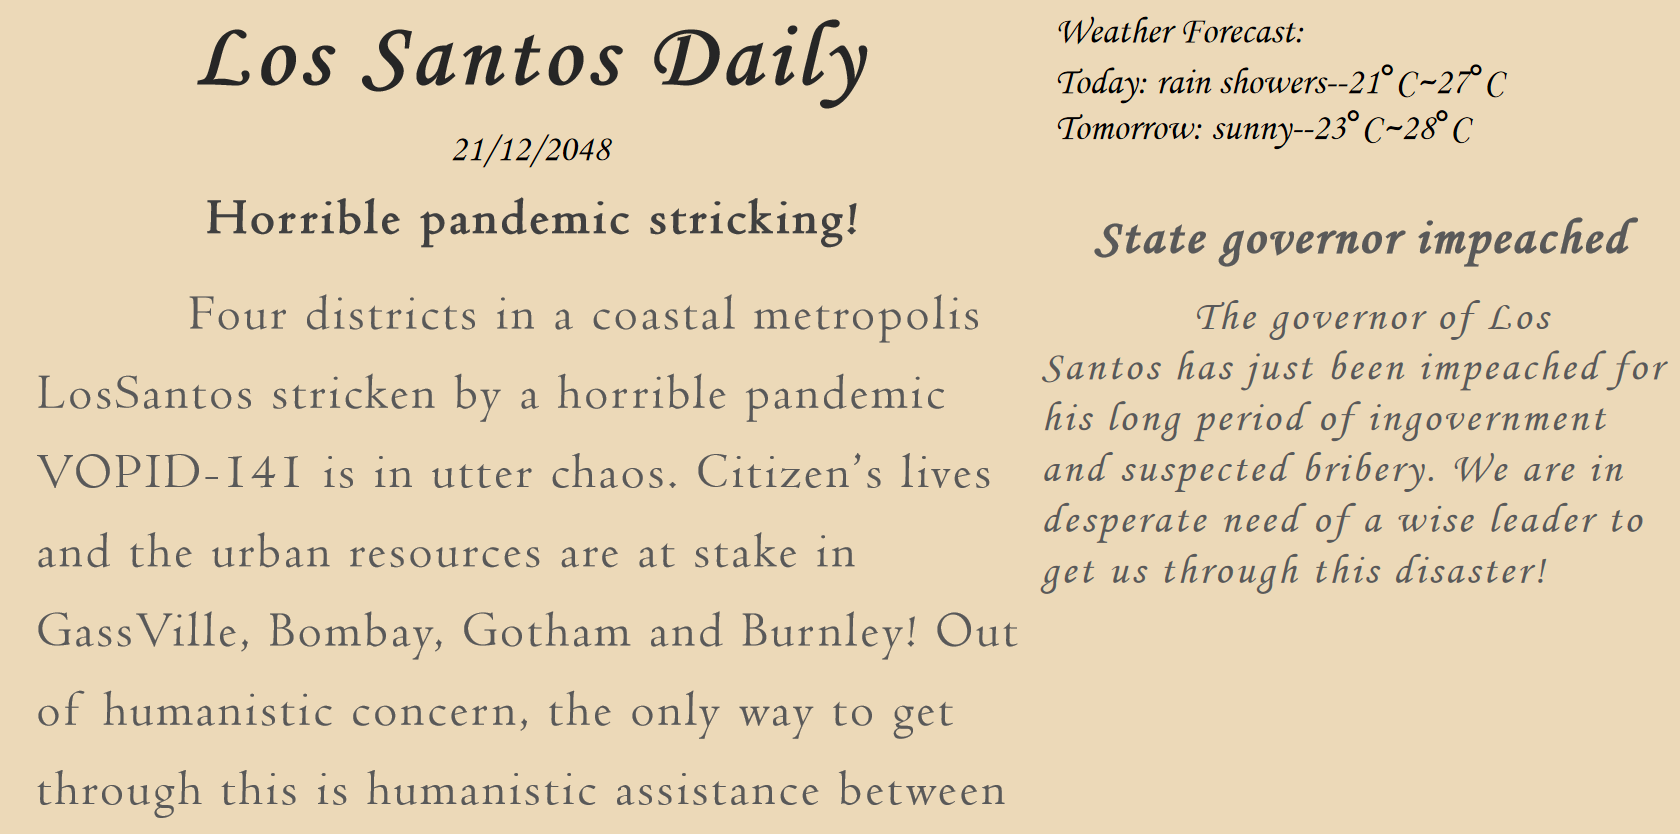 Los Santos Daily
21/12/2048
Horrible pandemic stricking!
Four districts in a coastal metropolis
LosSantos stricken by a horrible pandemic
VOPID-141 is in utter chaos. Citizen's lives
and the urban resources are at stake in
GassVille, Bombay, Gotham and Burnley! Out
of humanistic concern, the only way to get
through this is humanistic assistance between
Weather Forecast:
Today: rain showers--21°C~27°C
Tomorrow: sunny--23°C~28°C
State governor impeached
The governor of Los
Santos has just been impeached for
his long period of ingovernment
and suspected bribery. We are in
desperate need of a wise leader to
get us through this disaster!